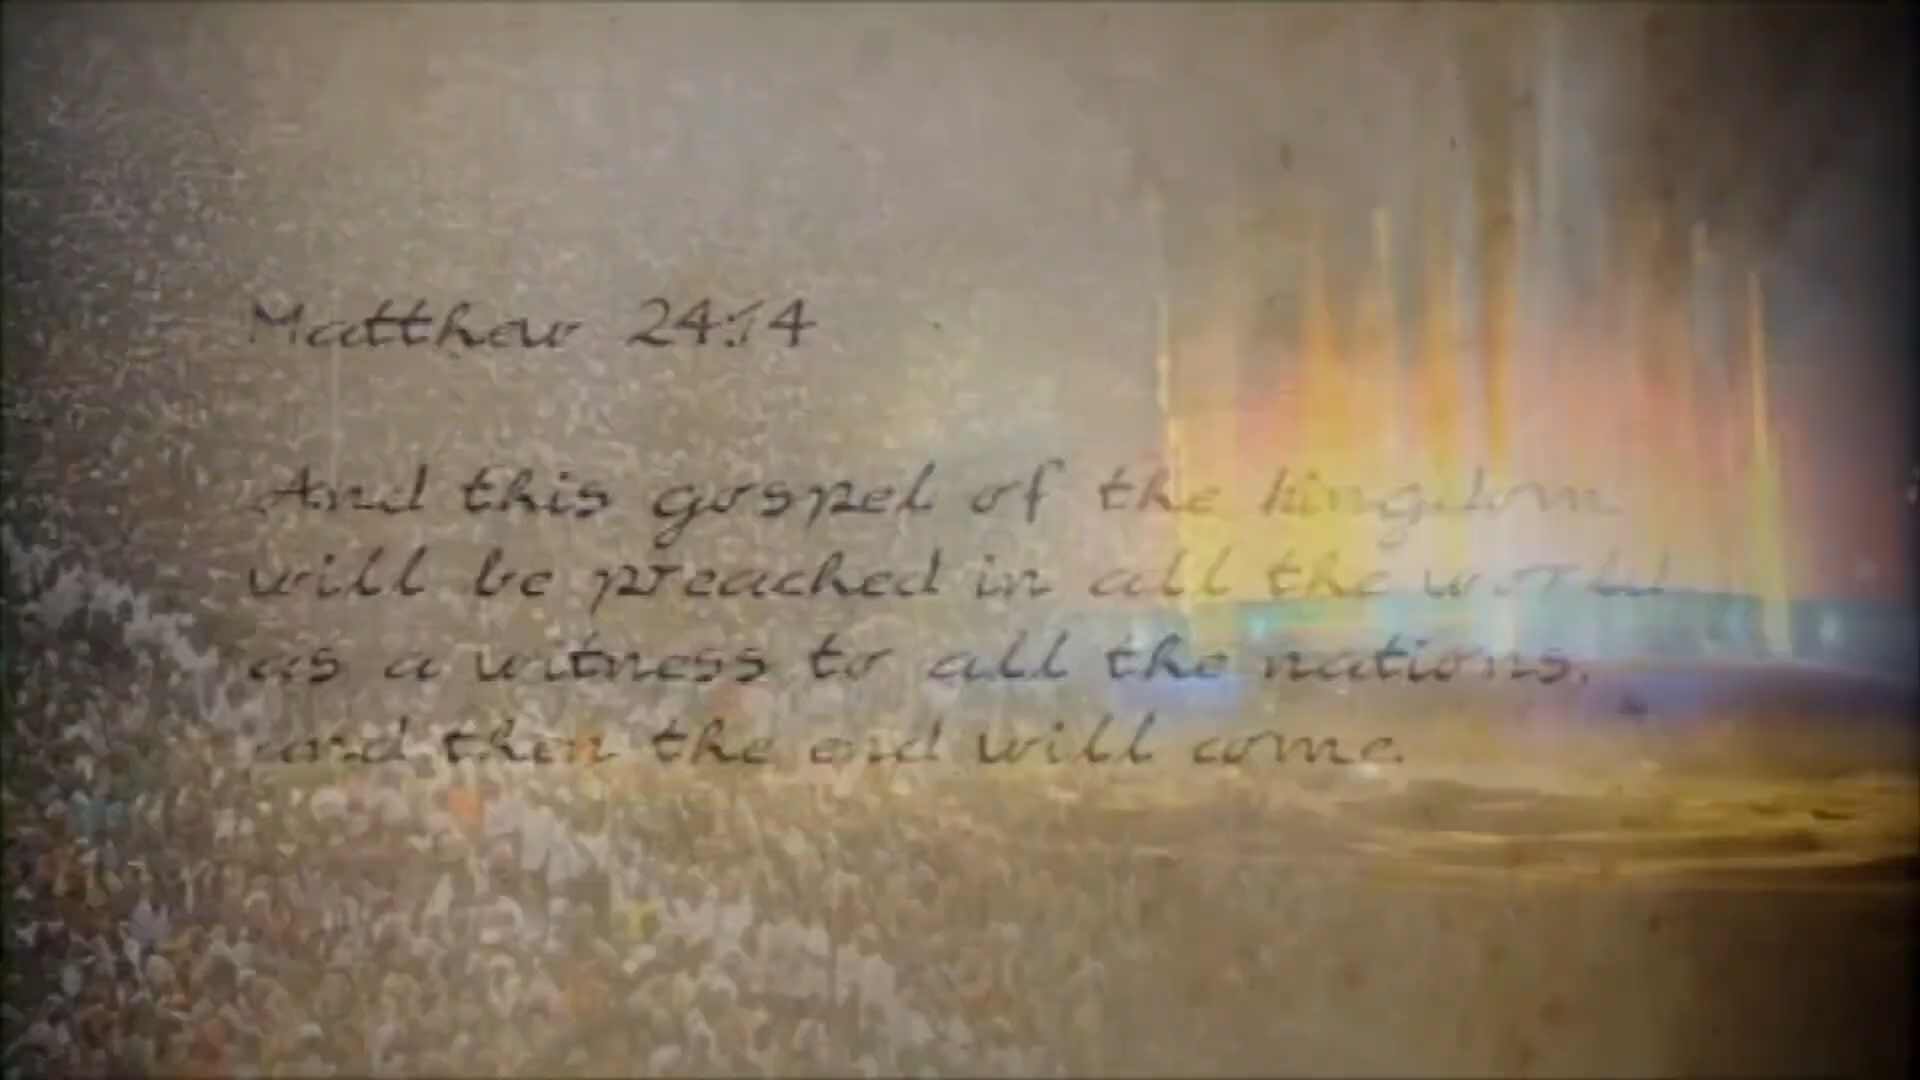 Matthew 24:14
And this gospel of the kingdom
will be preached in all the world
as a witness to all the nations,
and then the end will come.